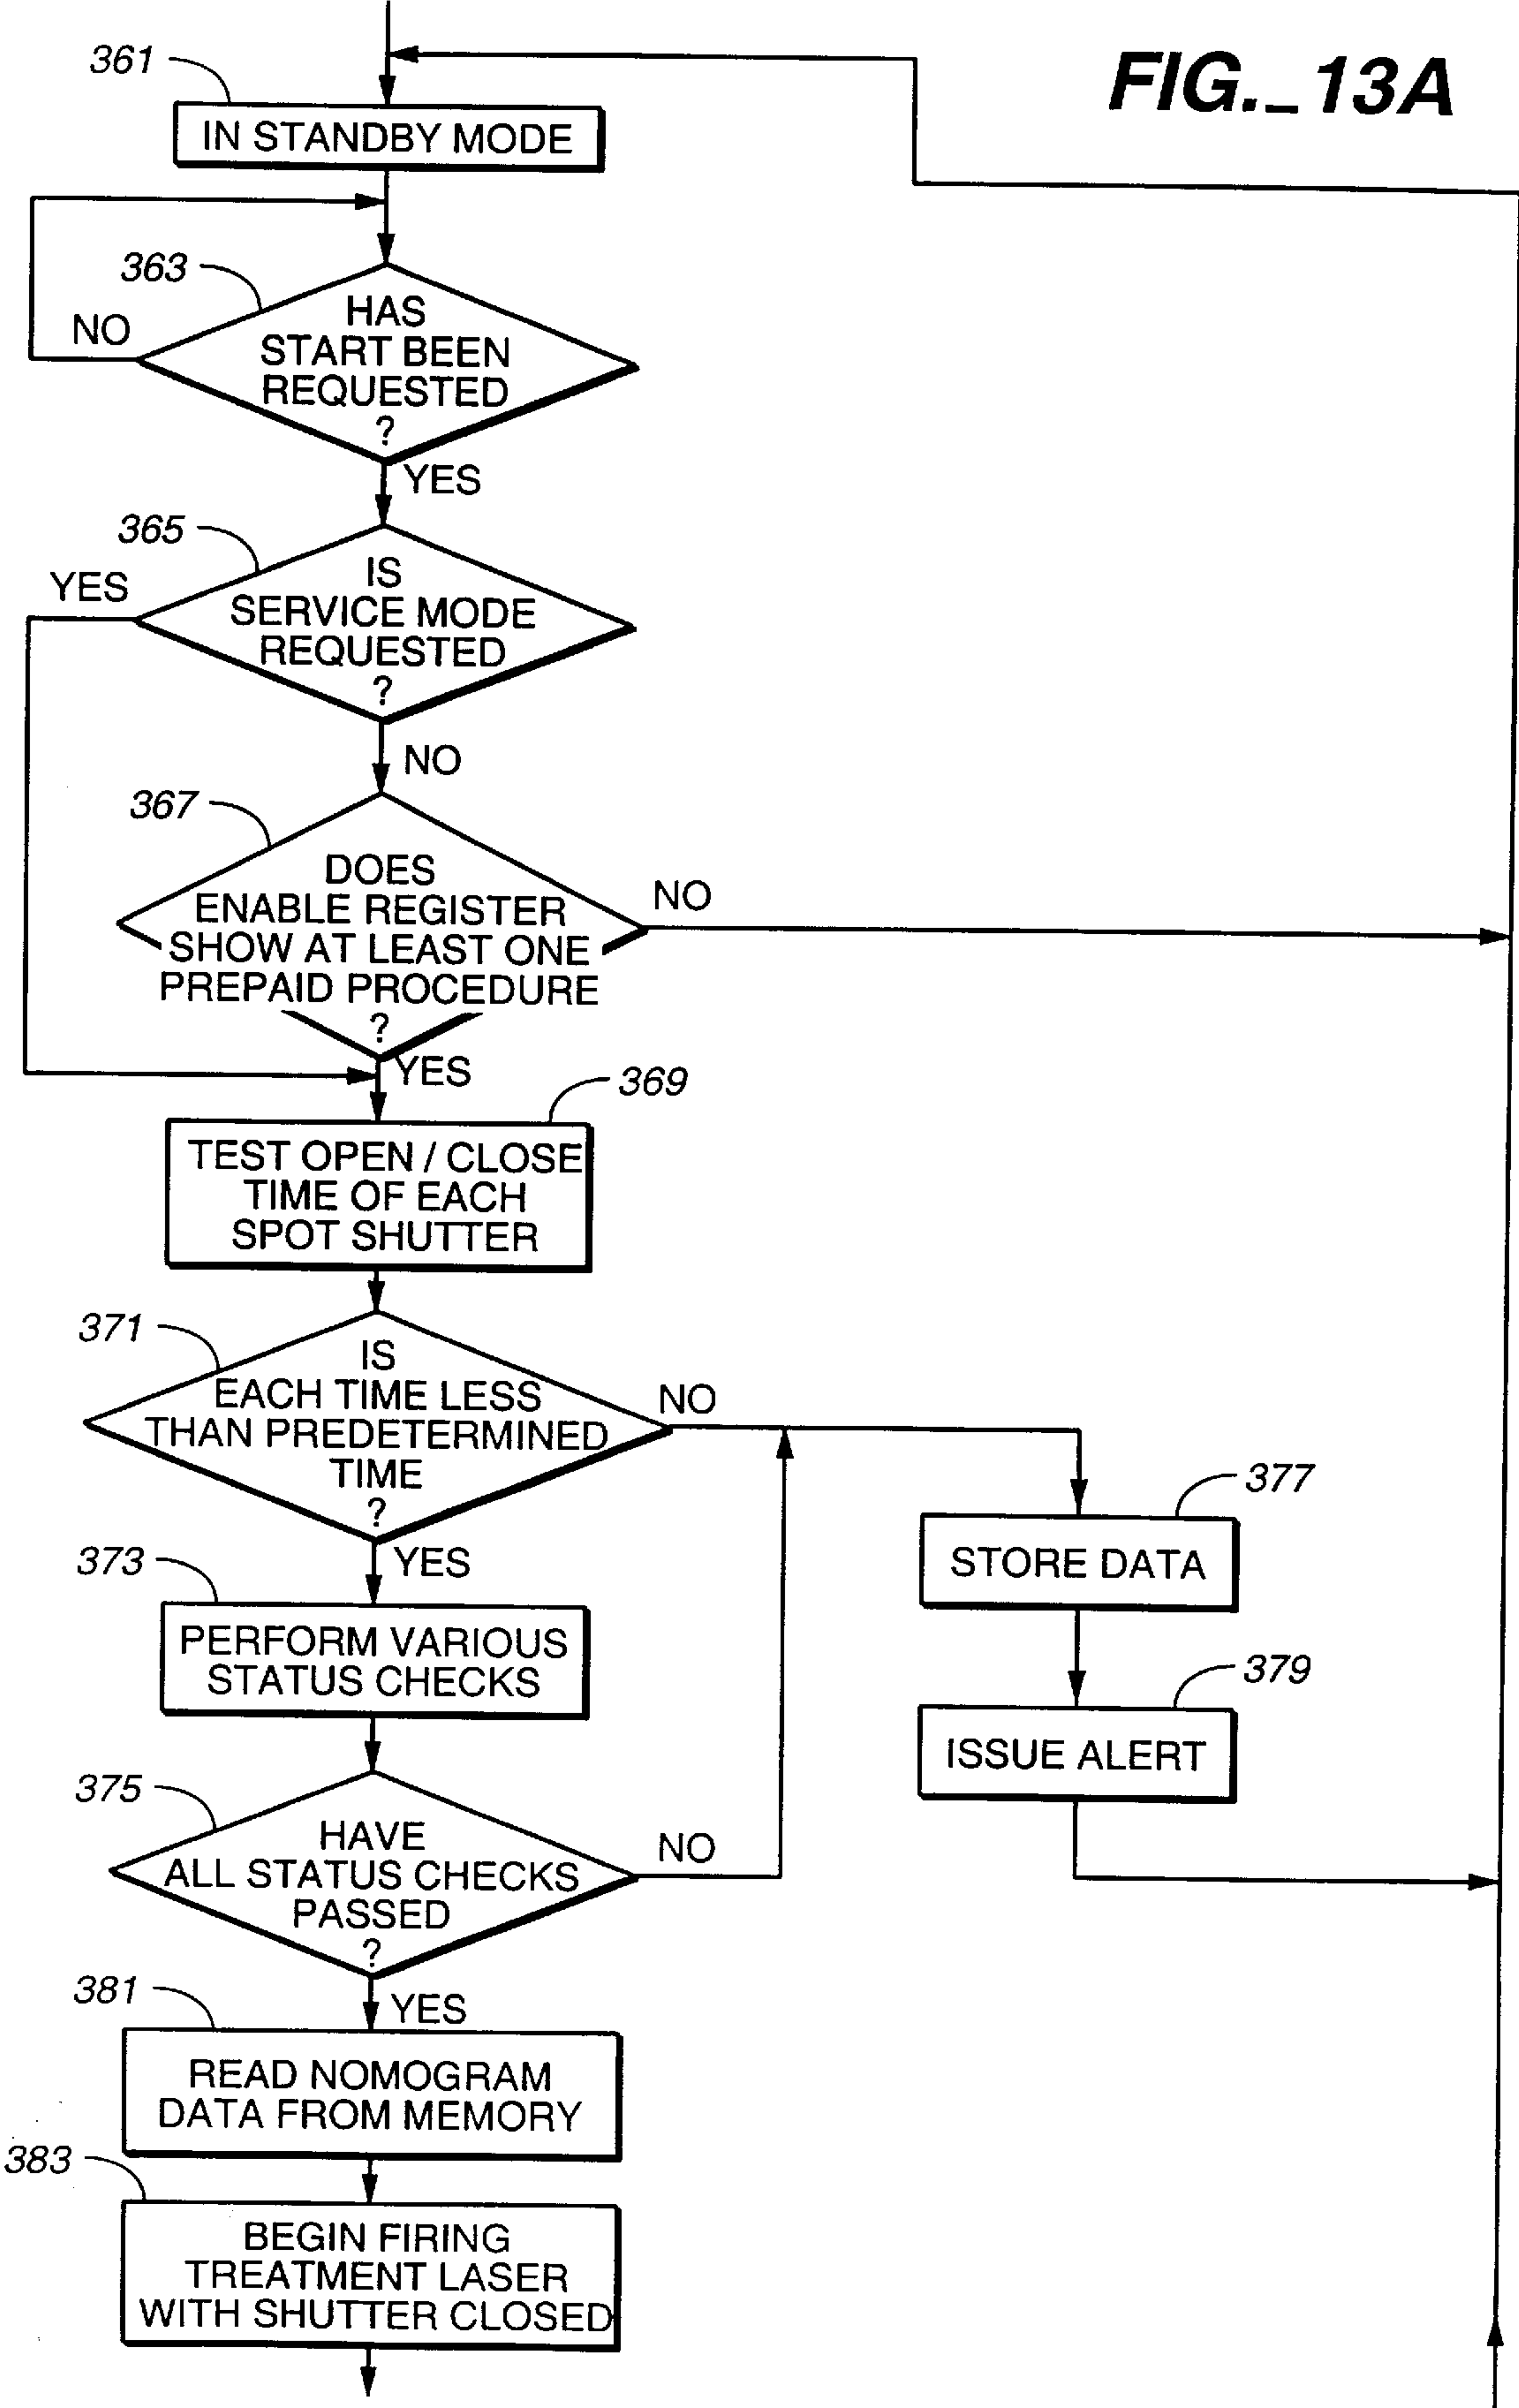 FIG._13A
361
IN STANDBY MODE
363
HAS
START BEEN
REQUESTED
?
NO
YES
365
IS
SERVICE MODE
REQUESTED
?
YES
NO
367
DOES
ENABLE REGISTER
SHOW AT LEAST ONE
PREPAID PROCEDURE
?
NO
YES
369
TEST OPEN / CLOSE
TIME OF EACH
SPOT SHUTTER
371
IS
EACH TIME LESS
THAN PREDETERMINED
TIME
?
NO
YES
377
STORE DATA
373
PERFORM VARIOUS
STATUS CHECKS
379
ISSUE ALERT
375
HAVE
ALL STATUS CHECKS
PASSED
?
NO
YES
381
READ NOMOGRAM
DATA FROM MEMORY
383
BEGIN FIRING
TREATMENT LASER
WITH SHUTTER CLOSED